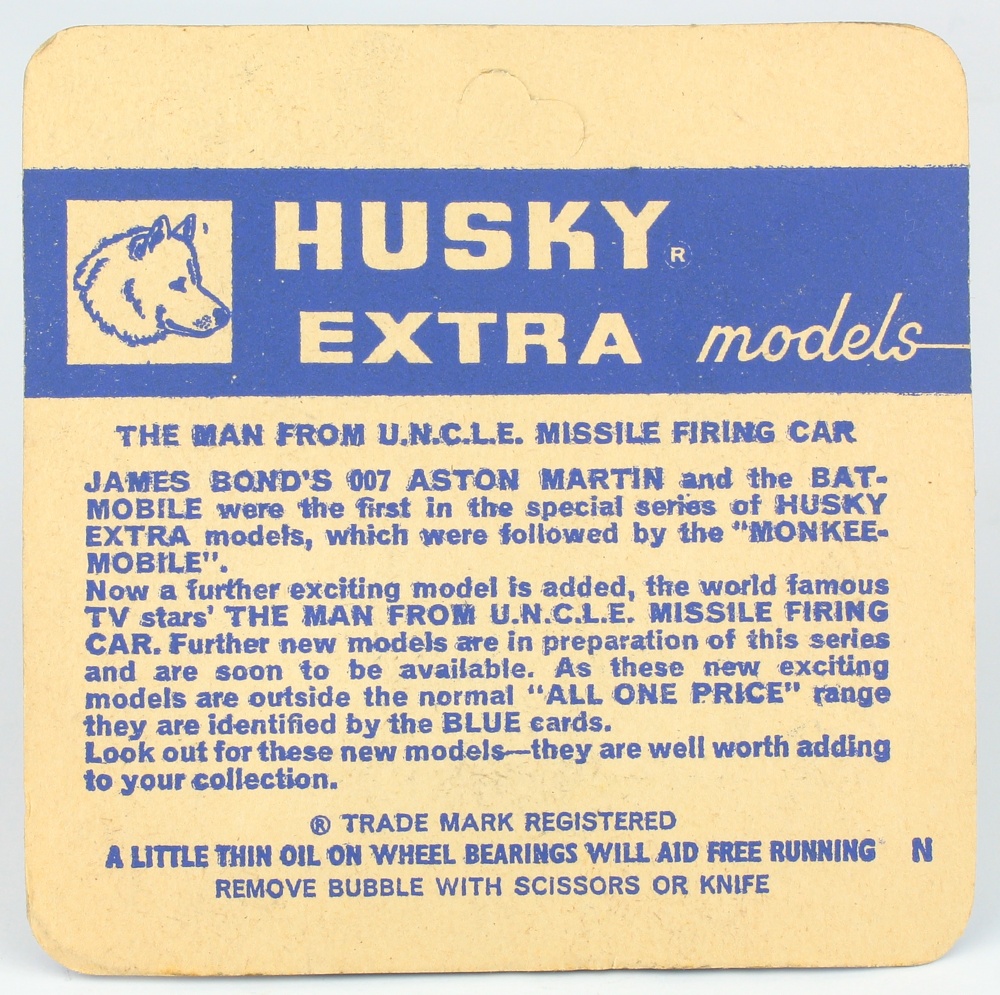 HUSKY®
EXTRA models
THE MAN FROM U.N.C.L.E. MISSILE FIRING CAR
JAMES BOND'S 007 ASTON MARTIN and the BAT-
MOBILE were the first in the special series of HUSKY
EXTRA models, which were followed by the "MONKEE-
MOBILE".
Now a further exciting model is added, the world famous
TV stars' THE MAN FROM U.N.C.L.E. MISSILE FIRING
CAR. Further new models are in preparation of this series
and are soon to be available. As these new exciting
models are outside the normal "ALL ONE PRICE" range
they are identified by the BLUE cards.
Look out for these new models—they are well worth adding
to your collection.
® TRADE MARK REGISTERED
A LITTLE THIN OIL ON WHEEL BEARINGS WILL AID FREE RUNNING N
REMOVE BUBBLE WITH SCISSORS OR KNIFE